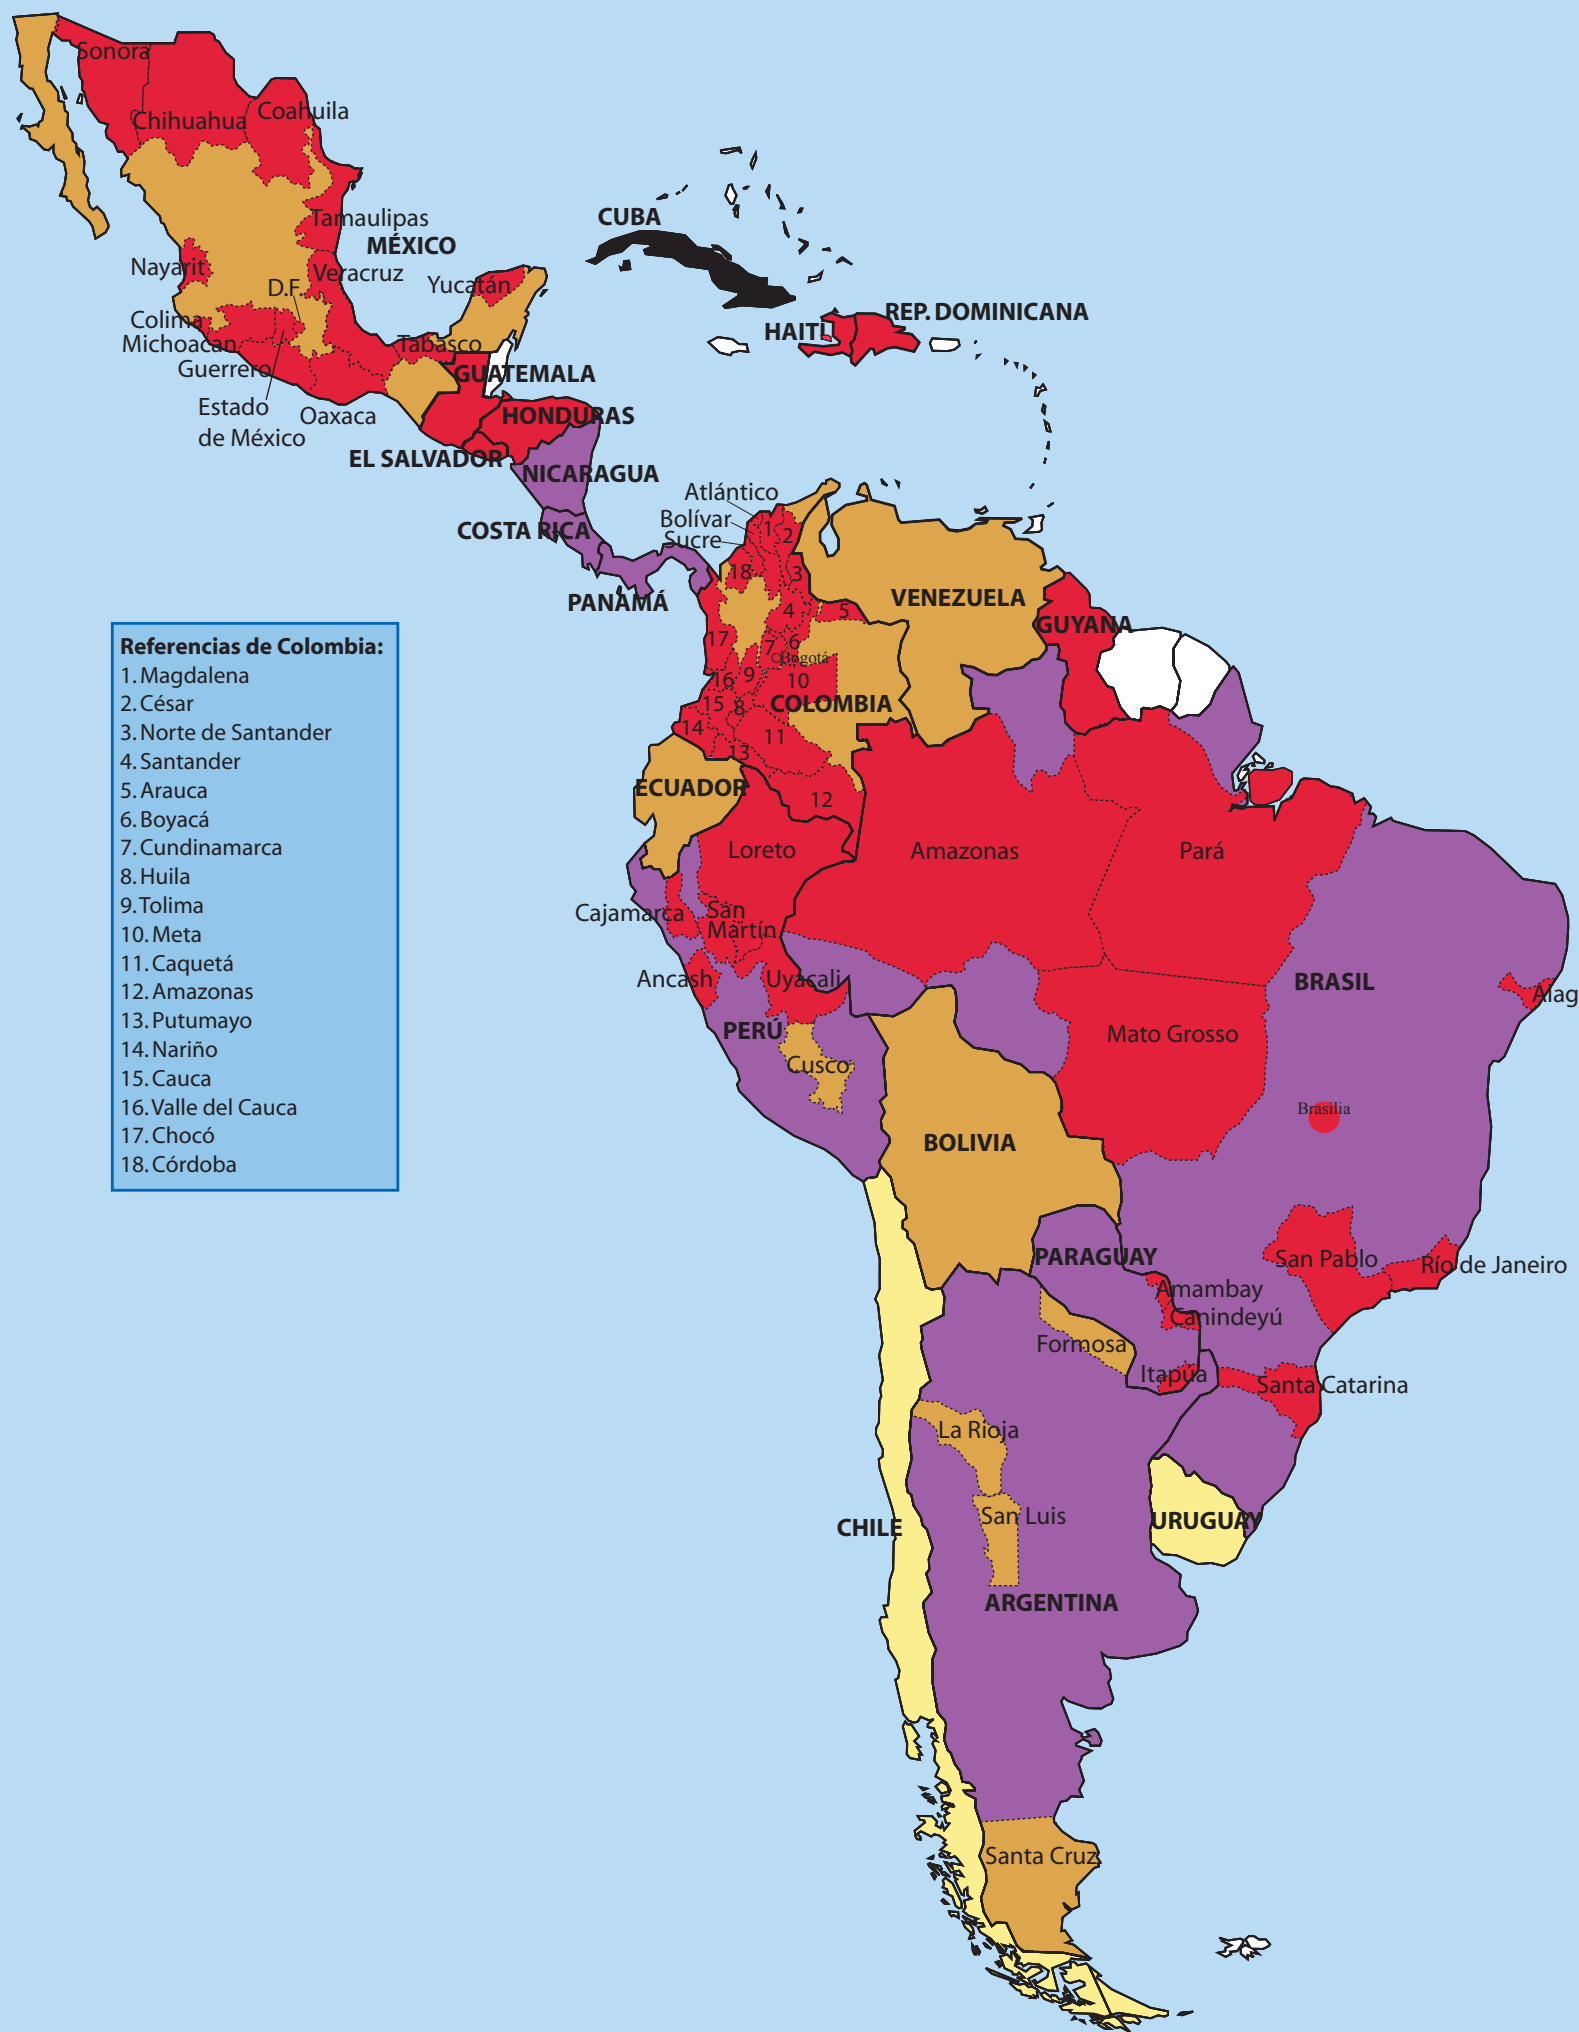 Sonora
Chihuahua
Coahuila
Tamaulipas
MÉXICO
Nayarit
Veracruz
D.F.
Yucatán
Colima
Michoacan
Tabasco
Guerrero
Estado
de México
Oaxaca
CUBA
HAITI
REP. DOMINICANA
GUATEMALA
HONDURAS
EL SALVADOR
NICARAGUA
COSTA RICA
PANAMÁ
Atlántico
Bolívar
Sucre
1
2
18
3
4
5
17
6
7
Bogotá
9
10
16
15
8
14
11
13
12
COLOMBIA
VENEZUELA
GUYANA
ECUADOR
Referencias de Colombia:
1. Magdalena
2. César
3. Norte de Santander
4. Santander
5. Arauca
6. Boyacá
7. Cundinamarca
8. Huila
9. Tolima
10. Meta
11. Caquetá
12. Amazonas
13. Putumayo
14. Nariño
15. Cauca
16. Valle del Cauca
17. Chocó
18. Córdoba
Loreto
Amazonas
Pará
Cajamarca
San
Martín
Ancash
Uyacali
PERÚ
Cusco
BRASIL
Alag
Mato Grosso
Brasilia
BOLIVIA
PARAGUAY
San Pablo
Río de Janeiro
Amambay
Canindeyú
Formosa
Itapúa
Santa Catarina
La Rioja
San Luis
CHILE
URUGUAY
ARGENTINA
Santa Cruz